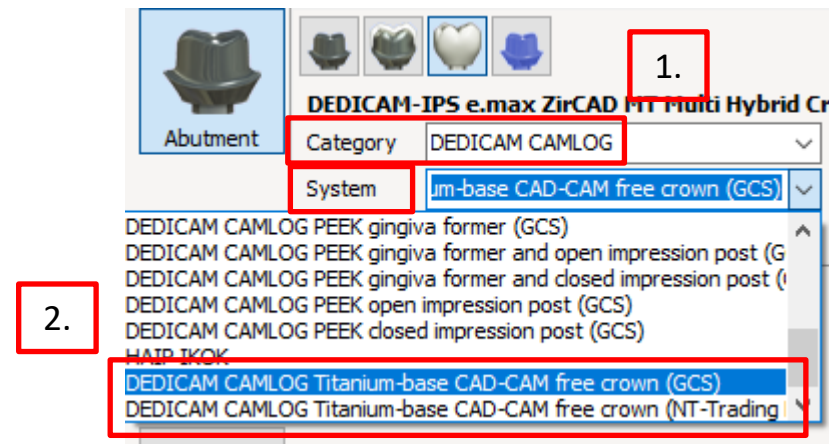 1.
DEDICAM-IPS e.max ZirCAD MT Multi Hybrid Cr
Abutment
Category DEDICAM CAMLOG
System um-base CAD-CAM free crown (GCS)
DEDICAM CAMLOG PEEK gingiva former (GCS)
DEDICAM CAMLOG PEEK gingiva former and open impression post (G
DEDICAM CAMLOG PEEK gingiva former and closed impression post (
2.
DEDICAM CAMLOG PEEK open impression post (GCS)
DEDICAM CAMLOG PEEK closed impression post (GCS)
HAIP IKOK
DEDICAM CAMLOG Titanium-base CAD-CAM free crown (GCS)
DEDICAM CAMLOG Titanium-base CAD-CAM free crown (NT-Trading